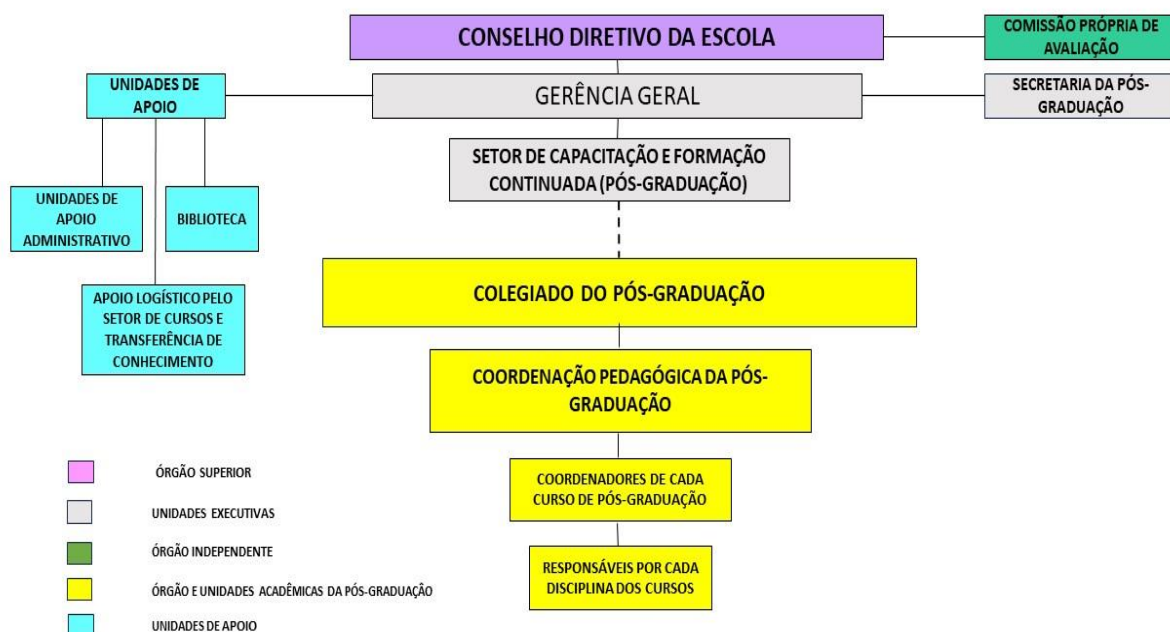 CONSELHO DIRETIVO DA ESCOLA
COMISSÃO PRÓPRIA DE
AVALIAÇÃO
UNIDADES DE
APOIO
GERÊNCIA GERAL
SECRETARIA DA PÓS-
GRADUAÇÃO
SETOR DE CAPACITAÇÃO E FORMAÇÃO
CONTINUADA (PÓS-GRADUAÇÃO)
UNIDADES DE
APOIO
ADMINISTRATIVO
BIBLIOTECA
APOIO LOGÍSTICO PELO
SETOR DE CURSOS E
TRANSFERÊNCIA DE
CONHECIMENTO
COLEGIADO DO PÓS-GRADUAÇÃO
COORDENAÇÃO PEDAGÓGICA DA PÓS-
GRADUAÇÃO
COORDENADORES DE CADA
CURSO DE PÓS-GRADUAÇÃO
RESPONSÁVEIS POR CADA
DISCIPLINA DOS CURSOS
ÓRGÃO SUPERIOR
UNIDADES EXECUTIVAS
ÓRGÃO INDEPENDENTE
ÓRGÃO E UNIDADES ACADÊMICAS DA PÓS-GRADUAÇÃO
UNIDADES DE APOIO